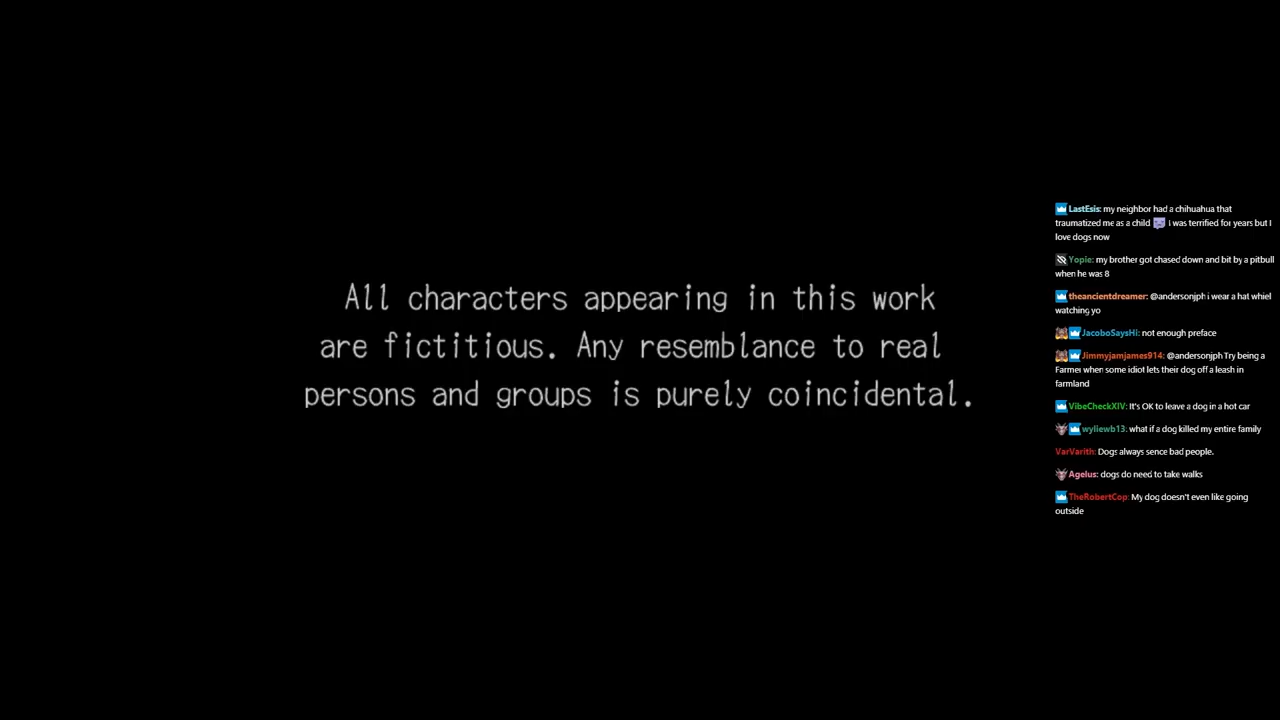 All characters appearing in this work
are fictitious. Any resemblance to real
persons and groups is purely coincidental.
LastEsis: my neighbor had a chihuahua that
traumatized me as a child i was terrified for years but I
love dogs now
Yopie: my brother got chased down and bit by a pitbull
when he was 8
theancientdreamer: @andersonjph i wear a hat whiel
watching yo
JacoboSaysHi: not enough preface
Jimmyjamjames914: @andersonjph Try being a
Farmer when some idiot lets their dog off a leash in
farmland
VibeCheckXIV: It's OK to leave a dog in a hot car
wyliewb13: what if a dog killed my entire family
VarVarith: Dogs always sence bad people.
Agelus: dogs do need to take walks
TheRobertCop: My dog doesn't even like going
outside